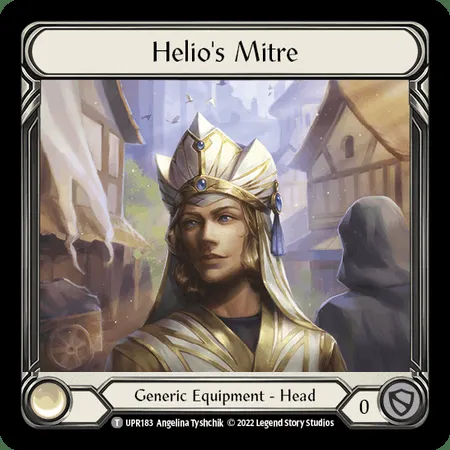 Helio's Mitre
Generic Equipment - Head
0
T UPR183 Angelina Tyshchik © 2022 Legend Story Studios